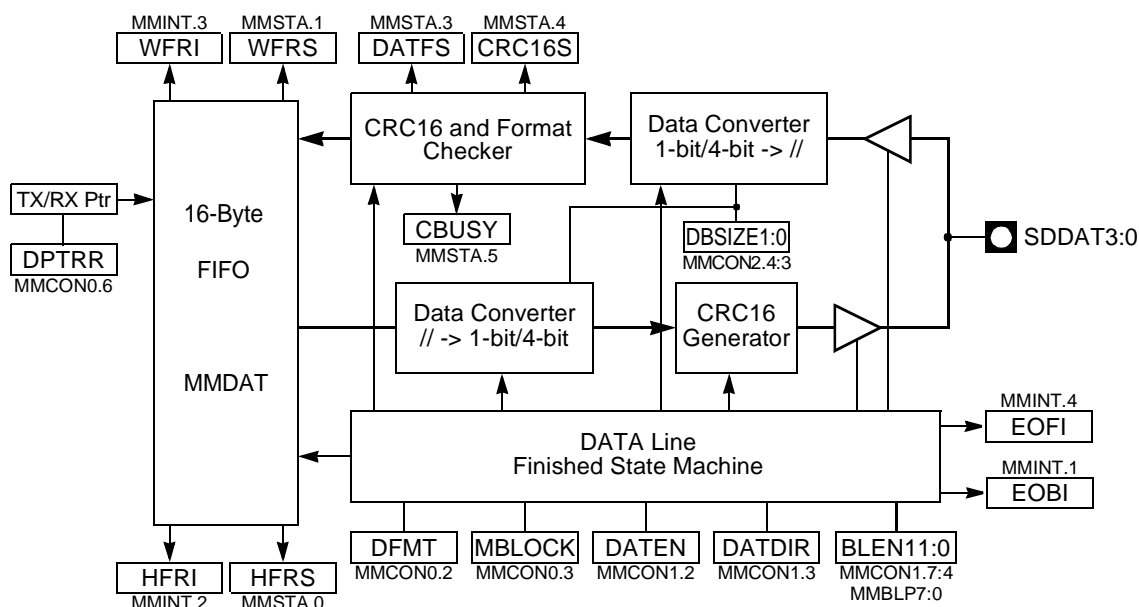 MMINT.3
MMSTA.1
MMSTA.3
MMSTA.4
WFRI
WFRS
DATFS
CRC16S
CRC16 and Format
Checker
Data Converter
1-bit/4-bit -> //
TX/RX Ptr
DPTRR
MMCON0.6
16-Byte
FIFO
MMDAT
CBUSY
MMSTA.5
DBSIZE1:0
MMCON2.4:3
SDDAT3:0
Data Converter
// -> 1-bit/4-bit
CRC16
Generator
DATA Line
Finished State Machine
MMINT.4
EOFI
MMINT.1
EOBI
HFRI
MMINT.2
HFRS
MMSTA.0
DFMT
MMCON0.2
MBLOCK
MMCON0.3
DATEN
MMCON1.2
DATDIR
MMCON1.3
BLEN11:0
MMCON1.7:4
MMBLP7:0